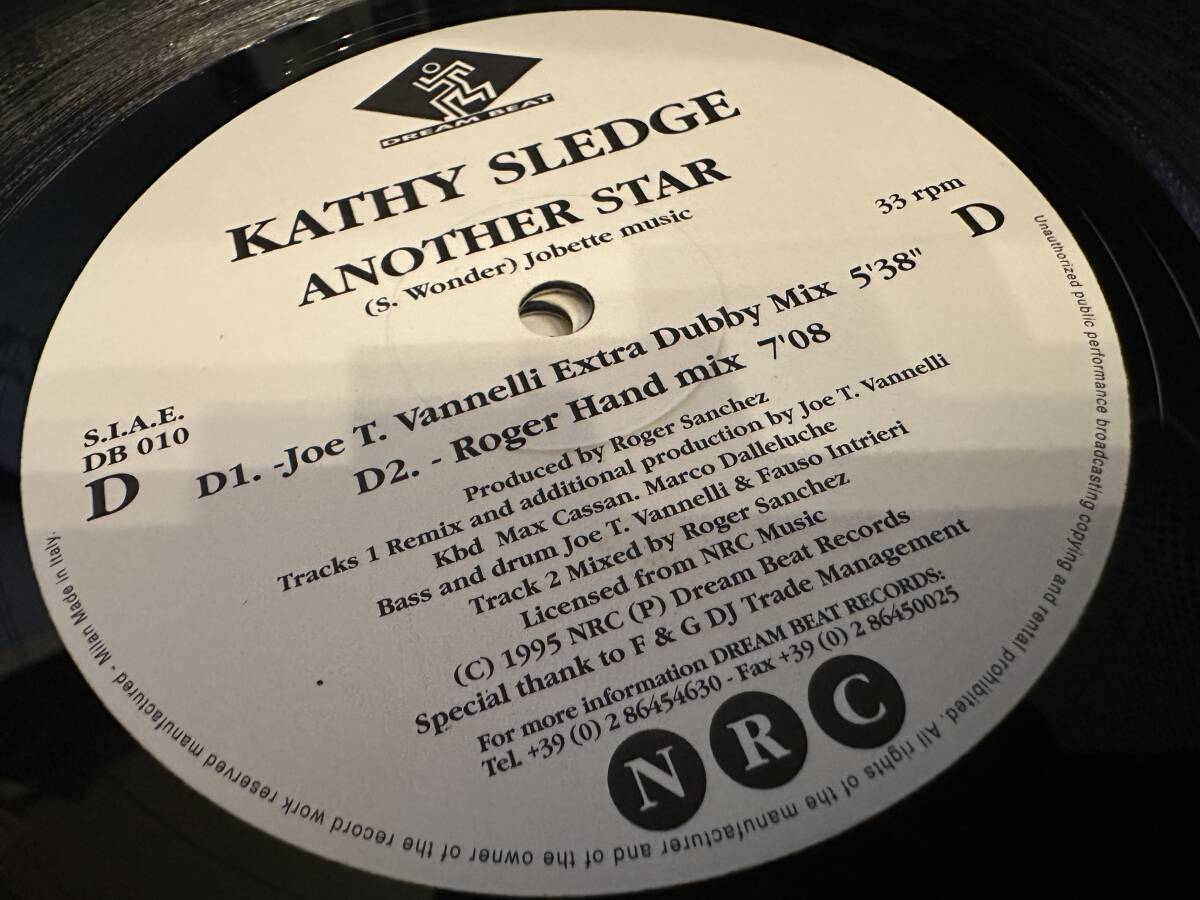 DREAM BEAT
KATHY SLEDGE
ANOTHER STAR
(S. Wonder) Jobette music
33 rpm
D
S.I.A.E.
DB 010
D
D1. -Joe T. Vannelli Extra Dubby Mix 5'38"
D2. - Roger Hand mix 7'08
Produced by Roger Sanchez
Tracks 1 Remix and additional production by Joe T. Vannelli
Kbd Max Cassan. Marco Dalleluche
Bass and drum Joe T. Vannelli & Fauso Intrieri
Track 2 Mixed by Roger Sanchez
Licensed from NRC Music
(C) 1995 NRC (P) Dream Beat Records
Special thank to F & G DJ Trade Management
For more information DREAM BEAT RECORDS:
Tel. +39 (0) 2 86454630 - Fax +39 (0) 2 86450025
NRC
Unauthorized public performance broadcasting copying and rental prohibited. All rights of the manufacturer and of the owner of the record work reserved manufactured - Milan Made in Italy.